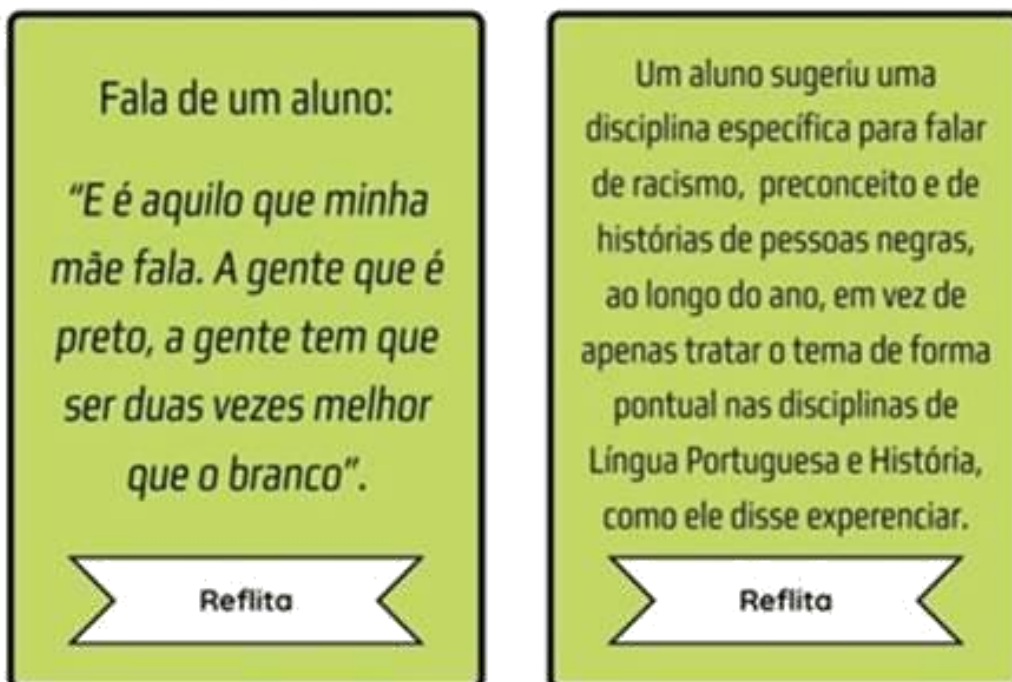 Fala de um aluno:
“E é aquilo que minha
mãe fala. A gente que é
preto, a gente tem que
ser duas vezes melhor
que o branco”.
Reflita
Um aluno sugeriu uma
disciplina específica para falar
de racismo, preconceito e de
histórias de pessoas negras,
ao longo do ano, em vez de
apenas tratar o tema de forma
pontual nas disciplinas de
Língua Portuguesa e História,
como ele disse experenciar.
Reflita